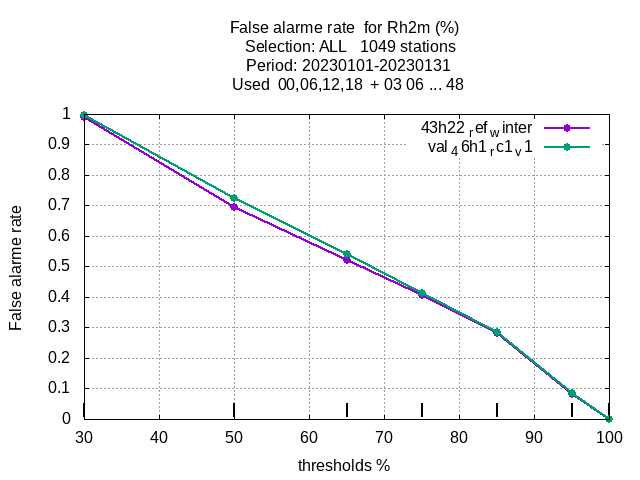 False alarme rate  for Rh2m (%)
Selection: ALL   1049 stations
Period: 20230101-20230131
Used  00,06,12,18  + 03 06 ... 48
43h22 ref winter
val 46h1 rc1 v1
1
0.9
0.8
0.7
0.6
0.5
0.4
0.3
0.2
0.1
0
False alarme rate
30 40 50 60 70 80 90 100
thresholds %